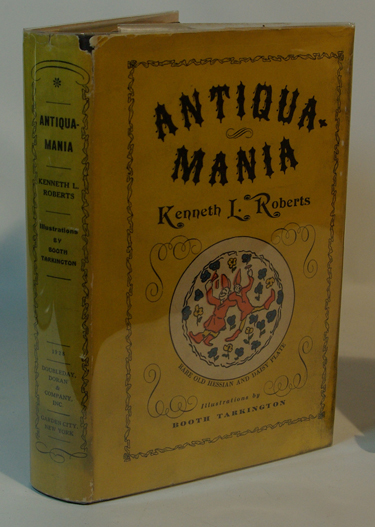 ANTIQUA-
MANIA
KENNETH L.
ROBERTS
Illustrations
BY
BOOTH
TARKINGTON
1928
DOUBLEDAY,
DORAN &
COMPANY,
INC.
GARDEN CITY
NEW YORK
ANTIQUA-
MANIA
Kenneth L. Roberts
RARE OLD HESSIAN AND DAISY PLATE
Illustrations by
BOOTH TARKINGTON